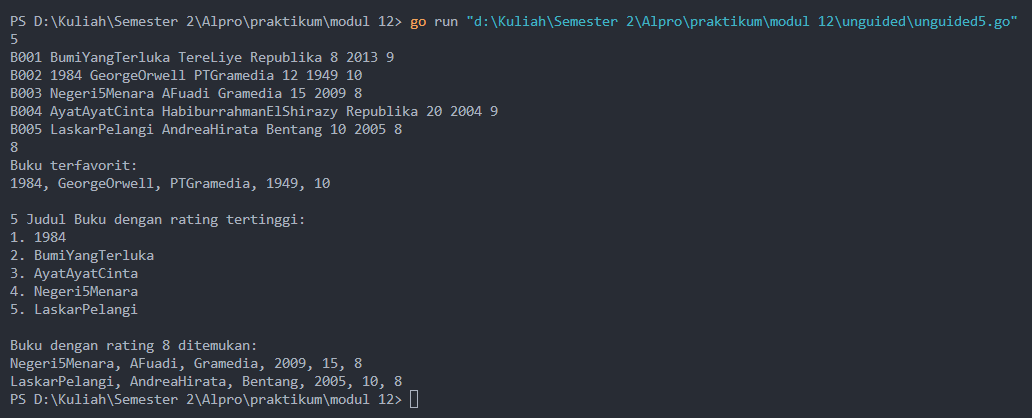 PS D:\Kuliah\Semester 2\Alpro\praktikum\modul 12> go run "d:\Kuliah\Semester 2\Alpro\praktikum\modul 12\unguided\unguided5.go"
5
B001 BumiYangTerluka TereLiye Republika 8 2013 9
B002 1984 GeorgeOrwell PTGramedia 12 1949 10
B003 Negeri5Menara AFuadi Gramedia 15 2009 8
B004 AyatAyatCinta HabiburrahmanElShirazy Republika 20 2004 9
B005 LaskarPelangi AndreaHirata Bentang 10 2005 8
8
Buku terfavorit:
1984, GeorgeOrwell, PTGramedia, 1949, 10

5 Judul Buku dengan rating tertinggi:
1. 1984
2. BumiYangTerluka
3. AyatAyatCinta
4. Negeri5Menara
5. LaskarPelangi

Buku dengan rating 8 ditemukan:
Negeri5Menara, AFuadi, Gramedia, 2009, 15, 8
LaskarPelangi, AndreaHirata, Bentang, 2005, 10, 8
PS D:\Kuliah\Semester 2\Alpro\praktikum\modul 12>